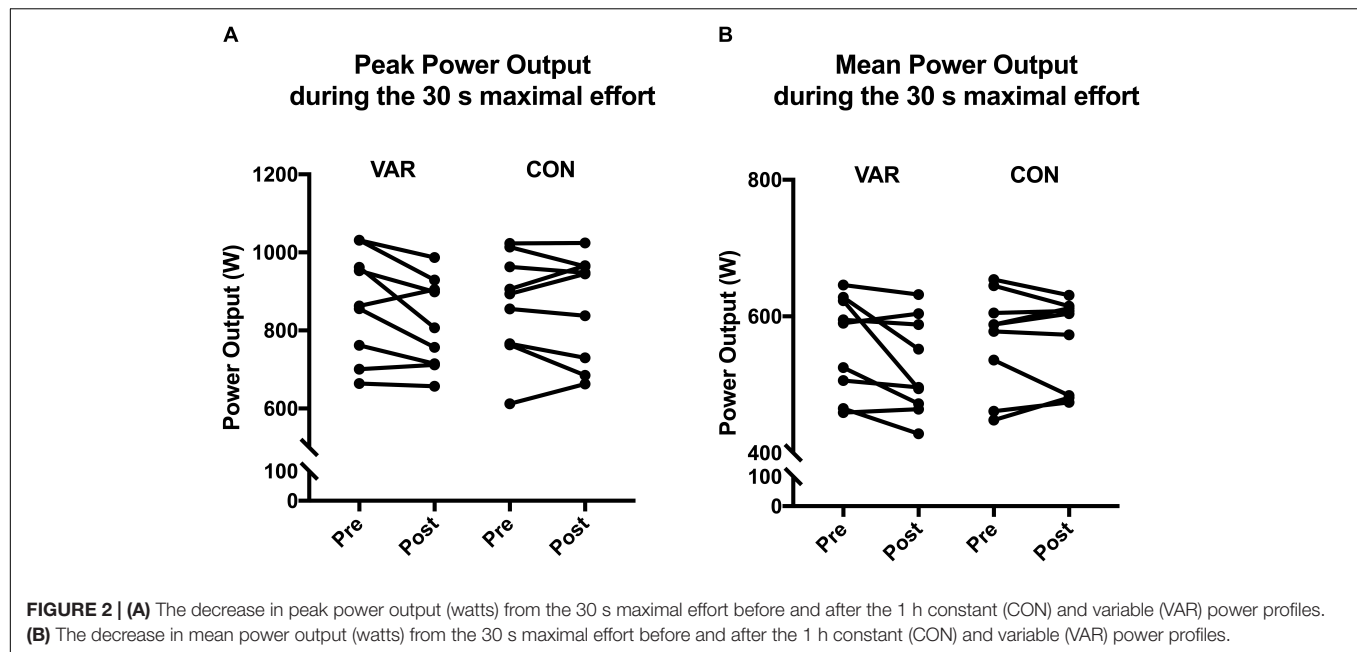 A
Peak Power Output
during the 30 s maximal effort
VAR
CON
1200
1000
800
600
100
0
Power Output (W)
Pre
Post
Pre
Post
B
Mean Power Output
during the 30 s maximal effort
VAR
CON
800
600
400
100
0
Power Output (W)
Pre
Post
Pre
Post
FIGURE 2 | (A) The decrease in peak power output (watts) from the 30 s maximal effort before and after the 1 h constant (CON) and variable (VAR) power profiles.
(B) The decrease in mean power output (watts) from the 30 s maximal effort before and after the 1 h constant (CON) and variable (VAR) power profiles.